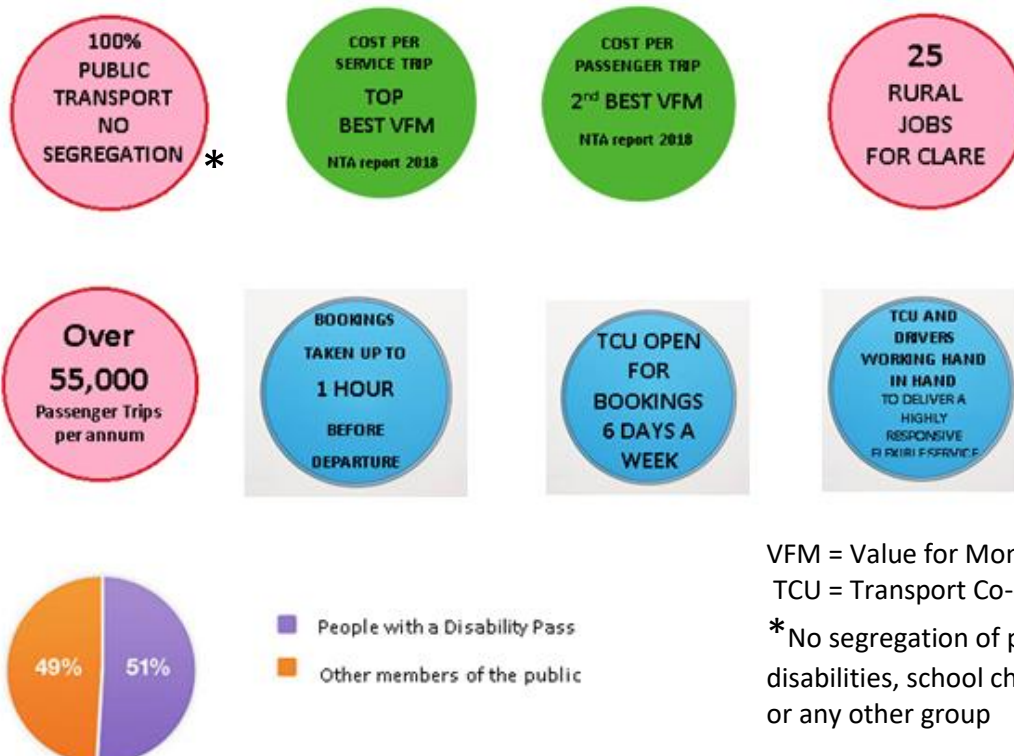 100%
PUBLIC
TRANSPORT
NO
SEGREGATION *
COST PER
SERVICE TRIP
TOP
BEST VFM
NTA report 2018
COST PER
PASSENGER TRIP
2nd BEST VFM
NTA report 2018
25
RURAL
JOBS
FOR CLARE
Over
55,000
Passenger Trips
per annum
BOOKINGS
TAKEN UP TO
1 HOUR
BEFORE
DEPARTURE
TCU OPEN
FOR
BOOKINGS
6 DAYS A
WEEK
TCU AND
DRIVERS
WORKING HAND
IN HAND
TO DELIVER A
HIGHLY
RESPONSIVE
FLEXIBLE SERVICE
49%
51%
People with a Disability Pass
Other members of the public
VFM = Value for
TCU = Transport Co-
*No segregation of
disabilities, school
or any other group